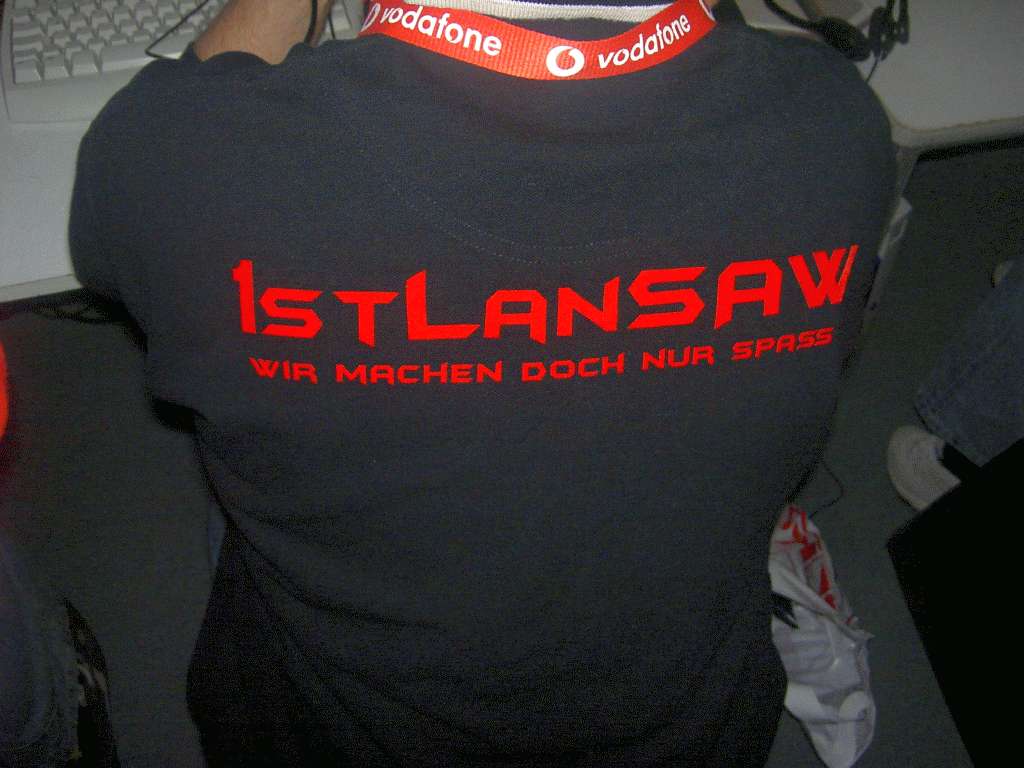 vodafone vodafone
1stLanSAW
WIR MACHEN DOCH NUR SPASS